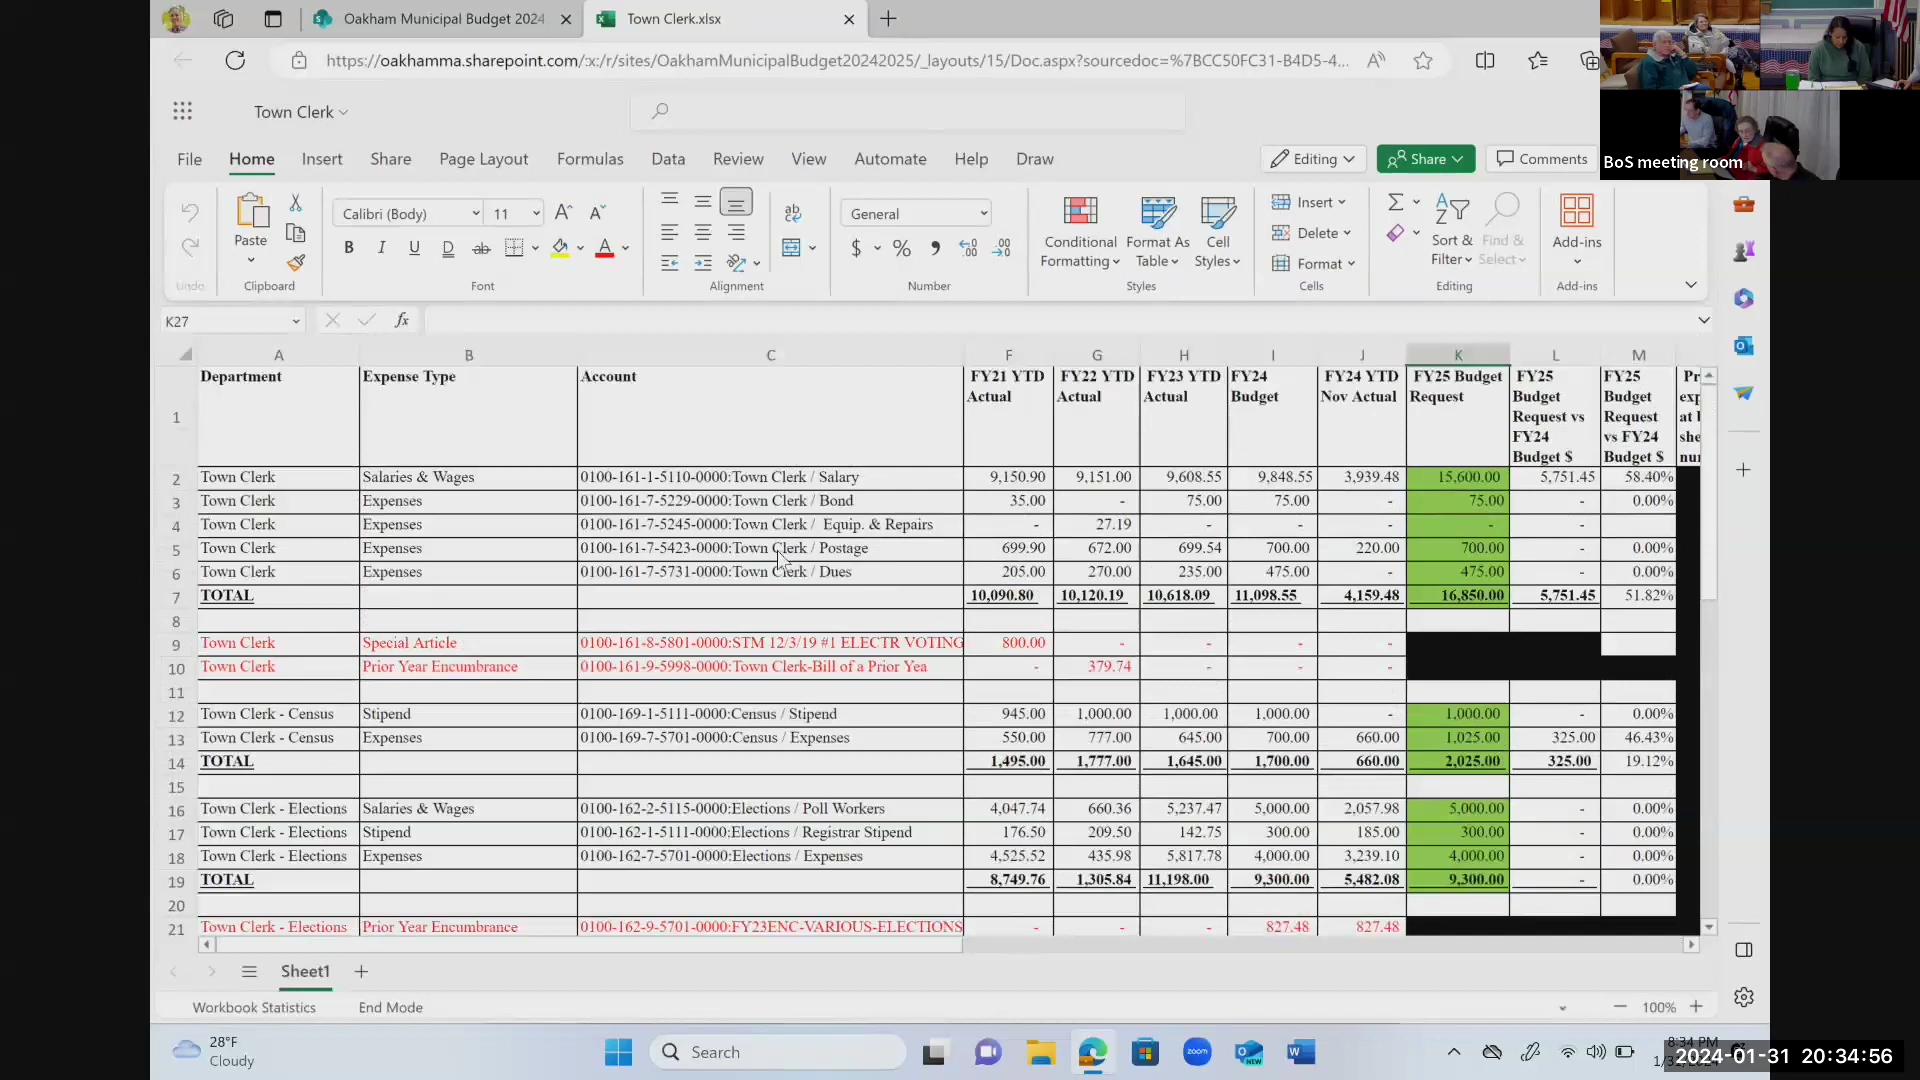 Oakham Municipal Budget 2024
Town Clerk.xlsx
https://oakhamma.sharepoint.com/:x:/r/sites/OakhamMunicipalBudget20242025/_layouts/15/Doc.aspx?sourcedoc=%7BCC50FC31-B4D5-4...
Town Clerk
BoS meeting room
File Home Insert Share Page Layout Formulas Data Review View Automate Help Draw Editing Share Comments
Paste Calibri (Body) 11 General Conditional Formatting Format As Table Cell Styles Insert Delete Format Sort & Filter Find & Select Add-ins
Undo Clipboard Font Alignment Number Styles Cells Editing Add-ins
K27 fx
A B C F G H I J K L M
1 Department Expense Type Account FY21 YTD Actual FY22 YTD Actual FY23 YTD Actual FY24 Budget FY24 YTD Nov Actual FY25 Budget Request FY25 Budget Request vs FY24 Budget $ FY25 Budget Request vs FY24 Budget $
2 Town Clerk Salaries & Wages 0100-161-1-5110-0000:Town Clerk / Salary 9,150.90 9,151.00 9,608.55 9,848.55 3,939.48 15,600.00 5,751.45 58.40%
3 Town Clerk Expenses 0100-161-7-5229-0000:Town Clerk / Bond 35.00 - 75.00 75.00 - 75.00 - 0.00%
4 Town Clerk Expenses 0100-161-7-5245-0000:Town Clerk / Equip. & Repairs - 27.19 - - - - -
5 Town Clerk Expenses 0100-161-7-5423-0000:Town Clerk / Postage 699.90 672.00 699.54 700.00 220.00 700.00 - 0.00%
6 Town Clerk Expenses 0100-161-7-5731-0000:Town Clerk / Dues 205.00 270.00 235.00 475.00 - 475.00 - 0.00%
7 TOTAL 10,090.80 10,120.19 10,618.09 11,098.55 4,159.48 16,850.00 5,751.45 51.82%
8
9 Town Clerk Special Article 0100-161-8-5801-0000:STM 12/3/19 #1 ELECTR VOTING 800.00 - - - -
10 Town Clerk Prior Year Encumbrance 0100-161-9-5998-0000:Town Clerk-Bill of a Prior Yea - 379.74 - - -
11
12 Town Clerk - Census Stipend 0100-169-1-5111-0000:Census / Stipend 945.00 1,000.00 1,000.00 1,000.00 - 1,000.00 - 0.00%
13 Town Clerk - Census Expenses 0100-169-7-5701-0000:Census / Expenses 550.00 777.00 645.00 700.00 660.00 1,025.00 325.00 46.43%
14 TOTAL 1,495.00 1,777.00 1,645.00 1,700.00 660.00 2,025.00 325.00 19.12%
15
16 Town Clerk - Elections Salaries & Wages 0100-162-2-5115-0000:Elections / Poll Workers 4,047.74 660.36 5,237.47 5,000.00 2,057.98 5,000.00 - 0.00%
17 Town Clerk - Elections Stipend 0100-162-1-5111-0000:Elections / Registrar Stipend 176.50 209.50 142.75 300.00 185.00 300.00 - 0.00%
18 Town Clerk - Elections Expenses 0100-162-7-5701-0000:Elections / Expenses 4,525.52 435.98 5,817.78 4,000.00 3,239.10 4,000.00 - 0.00%
19 TOTAL 8,749.76 1,305.84 11,198.00 9,300.00 5,482.08 9,300.00 - 0.00%
20
21 Town Clerk - Elections Prior Year Encumbrance 0100-162-9-5701-0000:FY23ENC-VARIOUS-ELECTIONS - - - 827.48 827.48
Sheet1
Workbook Statistics End Mode 100%
28°F
Cloudy
Search
8:34 PM
2024-01-31 20:34:56